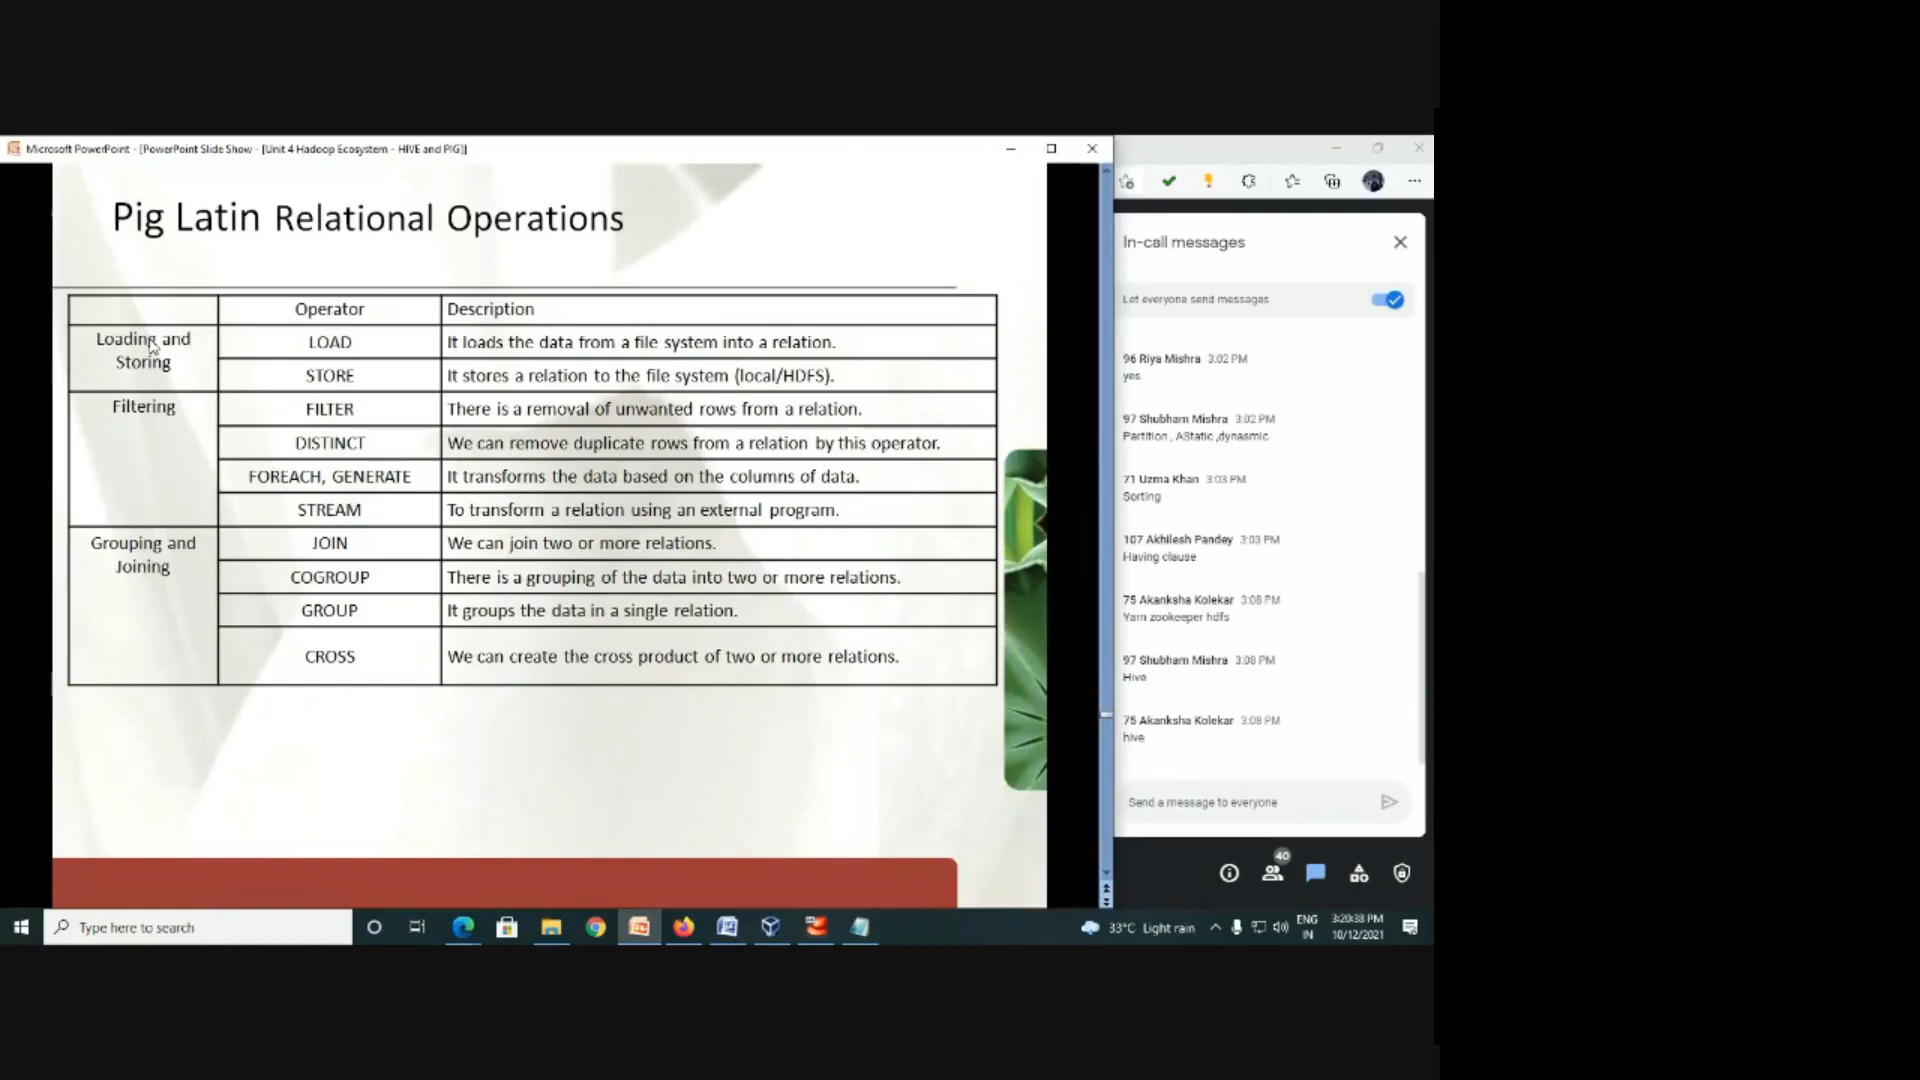 Microsoft PowerPoint - [PowerPoint Slide Show - [Unit 4 Hadoop Ecosystem - HIVE and PIG]]
Pig Latin Relational Operations
Operator Description
Loading and Storing
LOAD It loads the data from a file system into a relation.
STORE It stores a relation to the file system (local/HDFS).
Filtering
FILTER There is a removal of unwanted rows from a relation.
DISTINCT We can remove duplicate rows from a relation by this operator.
FOREACH, GENERATE It transforms the data based on the columns of data.
STREAM To transform a relation using an external program.
Grouping and Joining
JOIN We can join two or more relations.
COGROUP There is a grouping of the data into two or more relations.
GROUP It groups the data in a single relation.
CROSS We can create the cross product of two or more relations.
In-call messages
Let everyone send messages
96 Riya Mishra 3:02 PM
yes
97 Shubham Mishra 3:02 PM
Partition , AStatic ,dynasmic
71 Uzma Khan 3:03 PM
Sorting
107 Akhilesh Pandey 3:03 PM
Having clause
75 Akanksha Kolekar 3:08 PM
Yarn zookeeper hdfs
97 Shubham Mishra 3:08 PM
Hive
75 Akanksha Kolekar 3:08 PM
hive
Send a message to everyone
40
Type here to search
33°C Light rain
ENG
IN
3:20:38 PM
10/12/2021